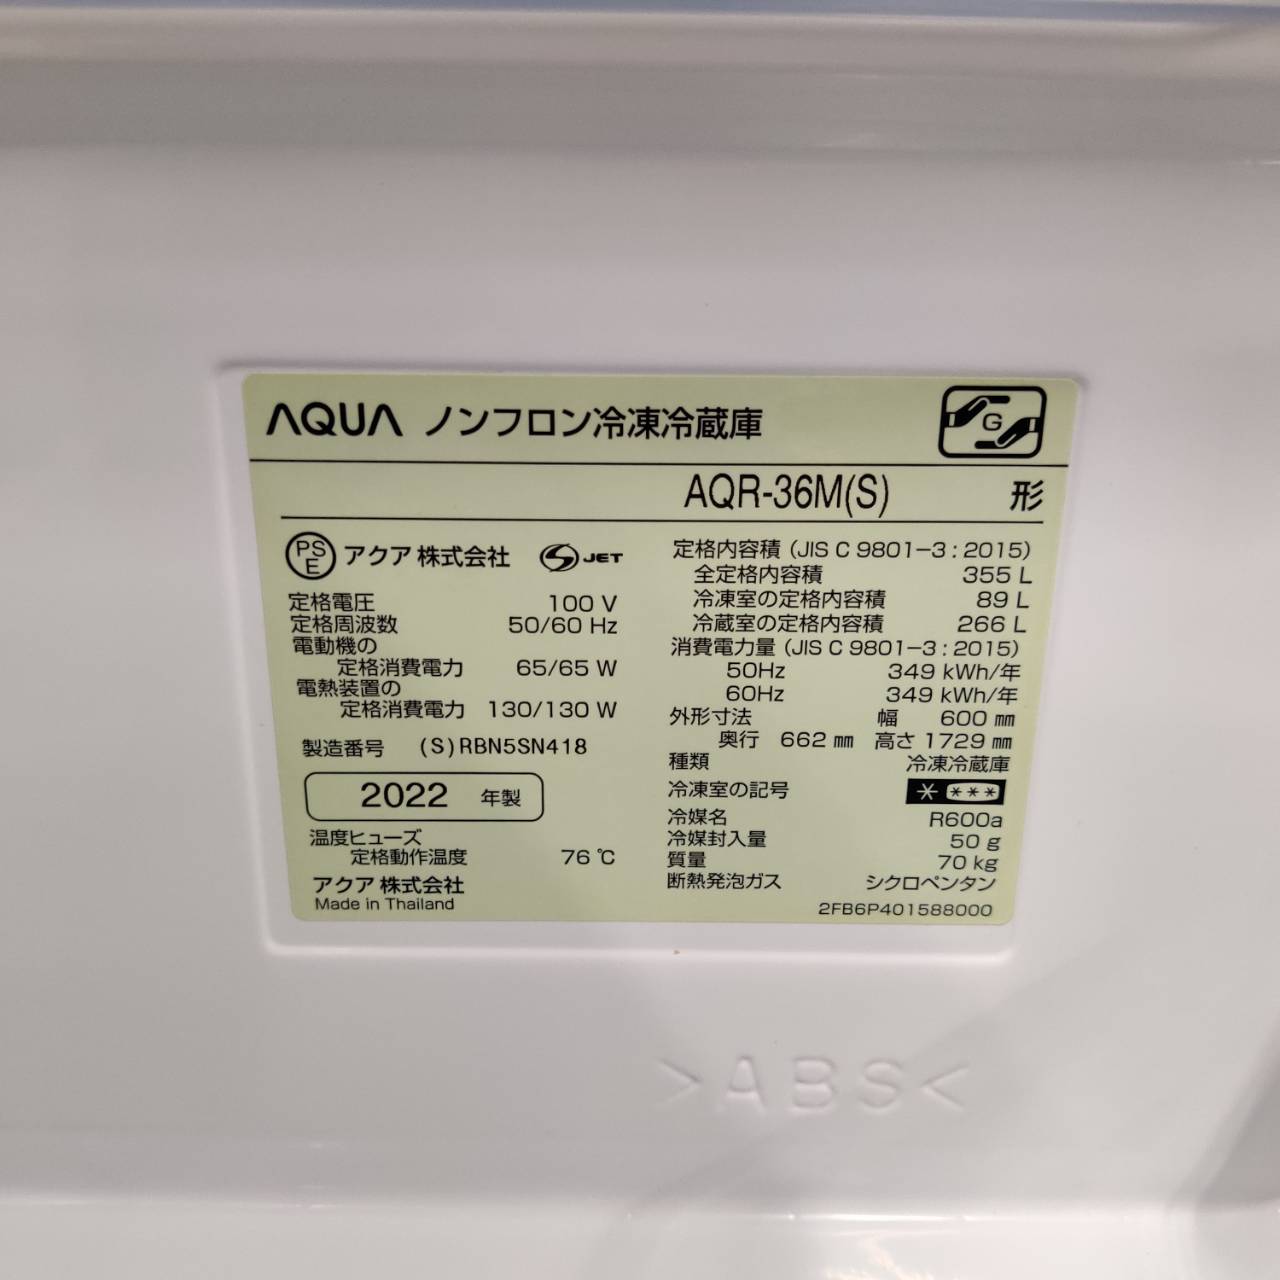 AQUA ノンフロン冷凍冷蔵庫
G
AQR-36M(S) 形
PS E アクア 株式会社 S JET
定格電圧 100 V
定格周波数 50/60 Hz
電動機の
定格消費電力 65/65 W
電熱装置の
定格消費電力 130/130 W
製造番号 (S)RBN5SN418
2022 年製
温度ヒューズ
定格動作温度 76 ℃
アクア 株式会社
Made in Thailand
定格内容積 (JIS C 9801-3 : 2015)
全定格内容積 355 L
冷凍室の定格内容積 89 L
冷蔵室の定格内容積 266 L
消費電力量 (JIS C 9801-3 : 2015)
50Hz 349 kWh/年
60Hz 349 kWh/年
外形寸法 幅 600 ㎜
奥行 662 ㎜ 高さ 1729 ㎜
種類 冷凍冷蔵庫
冷凍室の記号 * ***
冷媒名 R600a
冷媒封入量 50 g
質量 70 kg
断熱発泡ガス シクロペンタン
2FB6P401588000
>ABS<